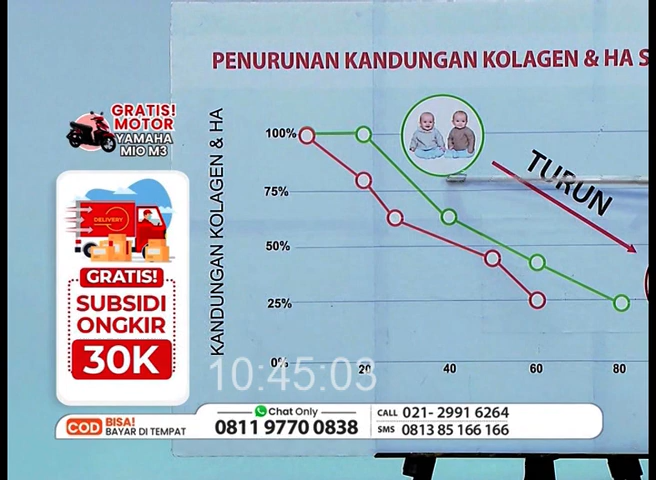 PENURUNAN KANDUNGAN KOLAGEN & HA S
GRATIS!
MOTOR
YAMAHA
MIO M3
KANDUNGAN KOLAGEN & HA
100%
75%
50%
25%
0%
20
40
60
80
TURUN
DELIVERY
GRATIS!
SUBSIDI
ONGKIR
30K
10:45:03
COD BISA!
BAYAR DI TEMPAT
Chat Only
0811 9770 0838
CALL 021- 2991 6264
SMS 0813 85 166 166